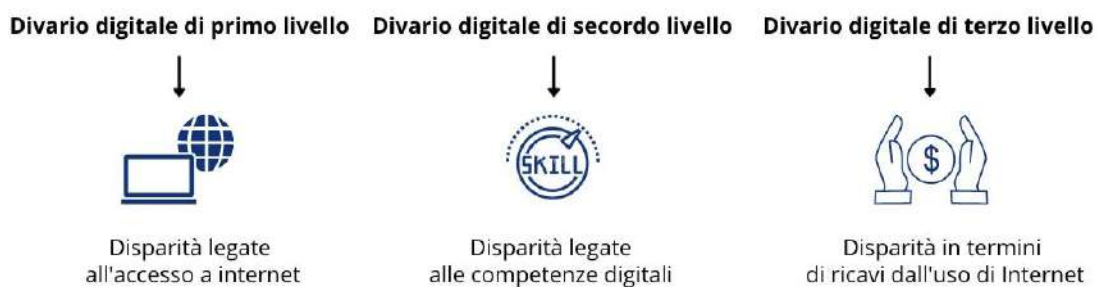 Divario digitale di primo livello
Divario digitale di secordo livello
Divario digitale di terzo livello
SKILL
$
Disparità legate
all'accesso a internet
Disparità legate
alle competenze digitali
Disparità in termini
di ricavi dall'uso di Internet